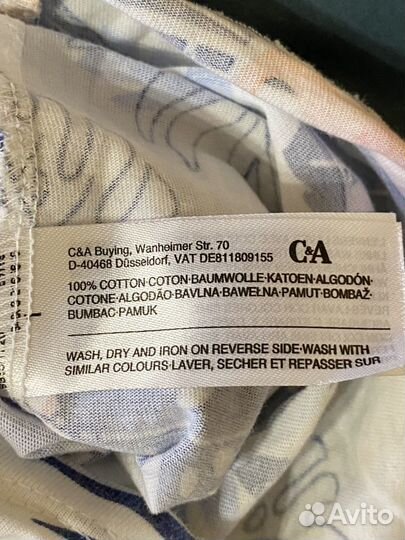 C&A Buying, Wanheimer Str. 70
D-40468 Düsseldorf, VAT DE811809155
C&A
100% COTTON·COTON·BAUMWOLLE·KATOEN·ALGODÓN·
COTONE·ALGODÃO·BAVLNA·BAWEŁNA·PAMUT·BOMBAŽ·
BUMBAC·PAMUK
WASH, DRY AND IRON ON REVERSE SIDE·WASH WITH
SIMILAR COLOURS·LAVER, SECHER ET REPASSER SUR
Avito